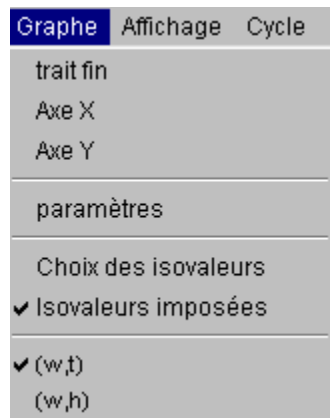 Graphe Affichage Cycle
trait fin
Axe X
Axe Y
paramètres
Choix des isovaleurs
✔ Isovaleurs imposées
✔ (w,t)
(w,h)